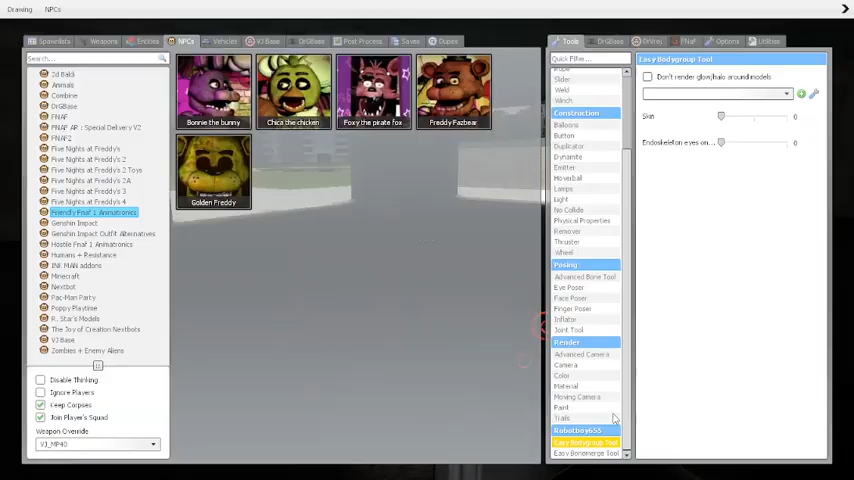 Drawing NPCs
Spawnlists Weapons Entities NPCs Vehicles VJ Base DrGBase Post Process Saves Dupes
Search...
3d Baldi
Animals
Combine
DrGBase
FNAF
FNAF AR : Special Delivery V2
FNAF2
Five Nights at Freddy's
Five Nights at Freddy's 2
Five Nights at Freddy's 2 Toys
Five Nights at Freddy's 2A
Five Nights at Freddy's 3
Five Nights at Freddy's 4
Friendly Fnaf 1 Animatronics
Genshin Impact
Genshin Impact Outfit Alternatives
Hostile Fnaf 1 Animatronics
Humans + Resistance
INK MAN addons
Minecraft
Nextbot
Pac-Man Party
Poppy Playtime
R. Star's Models
The Joy of Creation Nextbots
VJ Base
Zombies + Enemy Aliens
Disable Thinking
Ignore Players
Keep Corpses
Join Player's Squad
Weapon Override
VJ_MP40
Bonnie the bunny
Chica the chicken
Foxy the pirate fox
Freddy Fazbear
Golden Freddy
Tools DrGBase DrVrej FNaF Options Utilities
Quick Filter...
Rope
Slider
Weld
Winch
Construction
Balloons
Button
Duplicator
Dynamite
Emitter
Hoverball
Lamps
Light
No Collide
Physical Properties
Remover
Thruster
Wheel
Posing
Advanced Bone Tool
Eye Poser
Face Poser
Finger Poser
Inflator
Joint Tool
Render
Advanced Camera
Camera
Color
Material
Moving Camera
Paint
Trails
Robotboy655
Easy Bodygroup Tool
Easy Bonemerge Tool
Easy Bodygroup Tool
Don't render glow/halo around models
Skin 0
Endoskeleton eyes on... 0